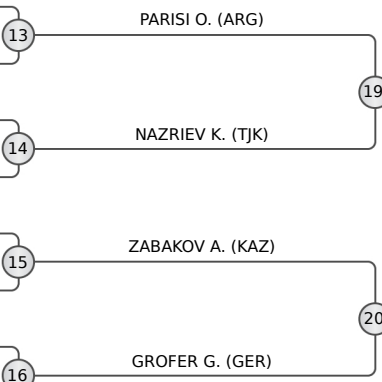 PARISI O. (ARG)
13
19
NAZRIEV K. (TJK)
14
ZABAKOV A. (KAZ)
15
20
GROFER G. (GER)
16